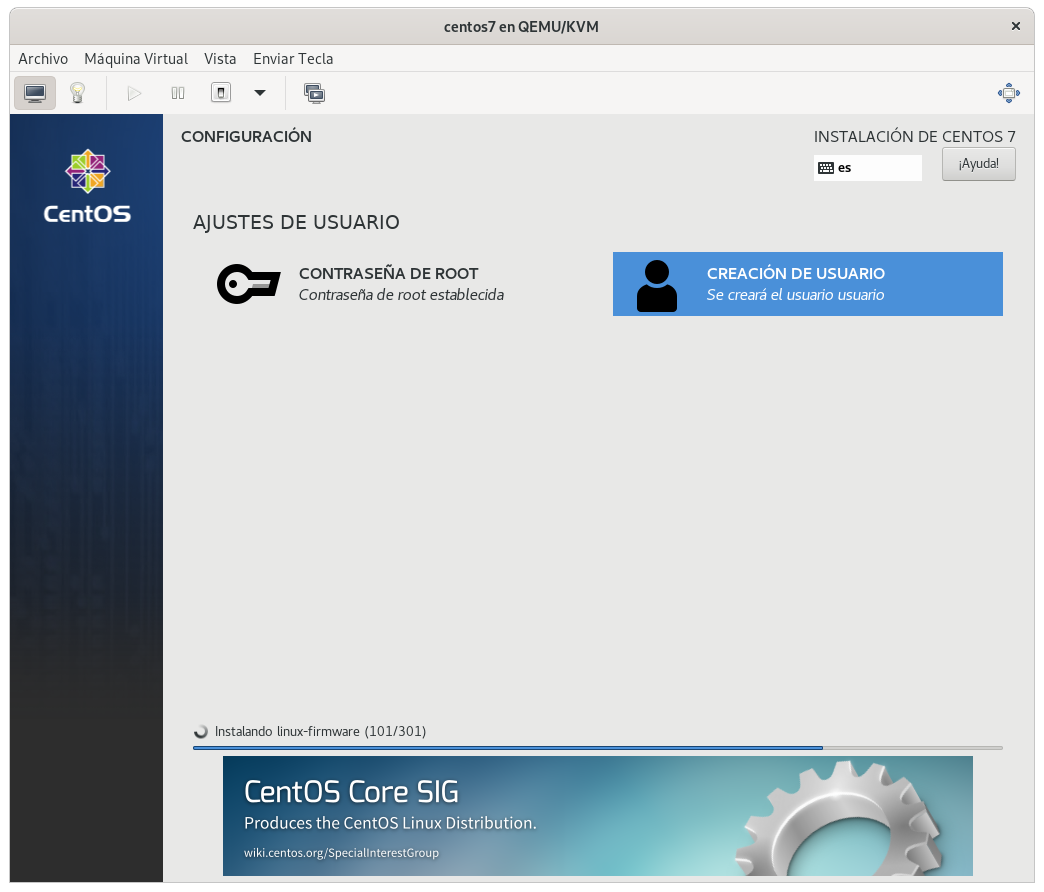 centos7 en QEMU/KVM
Archivo Máquina Virtual Vista Enviar Tecla
CentOS
CONFIGURACIÓN
INSTALACIÓN DE CENTOS 7
es
¡Ayuda!
AJUSTES DE USUARIO
CONTRASEÑA DE ROOT
Contraseña de root establecida
CREACIÓN DE USUARIO
Se creará el usuario usuario
Instalando linux-firmware (101/301)
CentOS Core SIG
Produces the CentOS Linux Distribution.
wiki.centos.org/SpecialInterestGroup